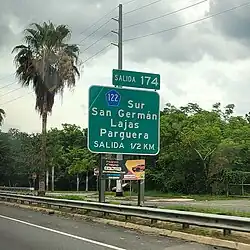 SALIDA 174
122 Sur
San Germán
Lajas
Parguera
SALIDA 1/2 KM